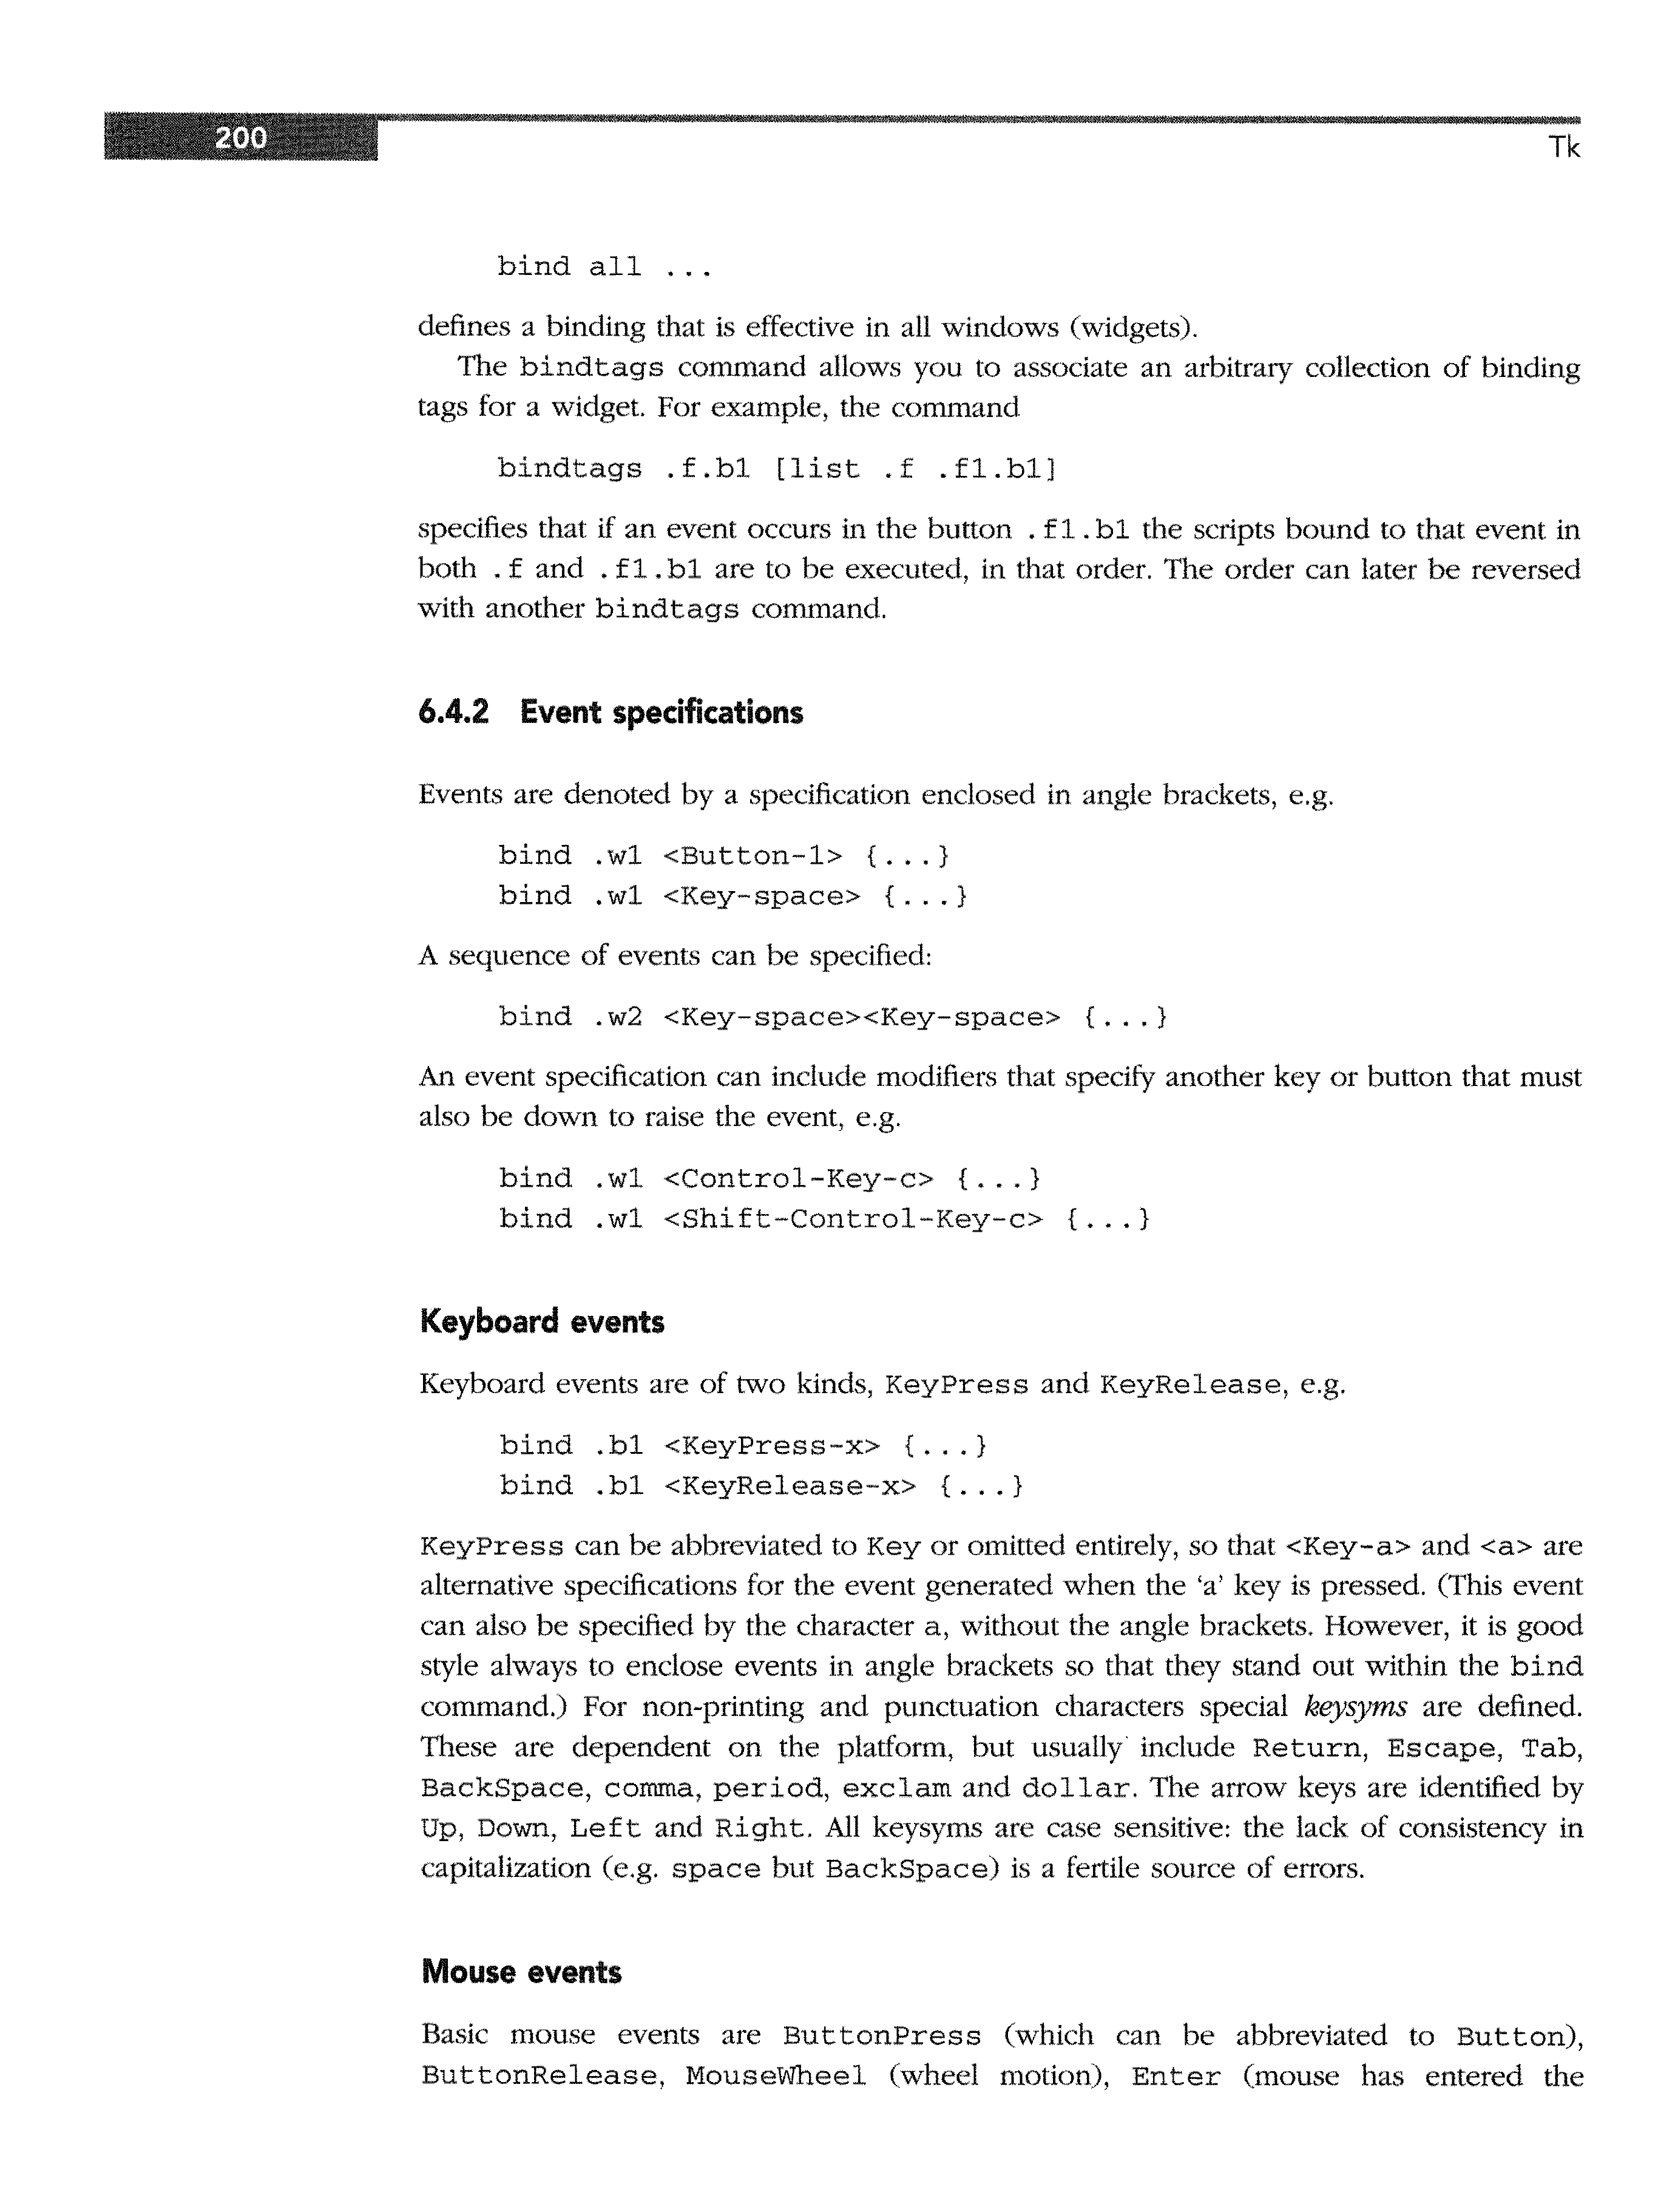 200
Tk
bind all ...
defines a binding that is effective in all windows (widgets).
The bindtags command allows you to associate an arbitrary collection of binding
tags for a widget. For example, the command
bindtags .f.b1 [list .f .f1.b1]
specifies that if an event occurs in the button .f1.b1 the scripts bound to that event in
both .f and .f1.b1 are to be executed, in that order. The order can later be reversed
with another bindtags command.
6.4.2 Event specifications
Events are denoted by a specification enclosed in angle brackets, e.g.
bind .w1 <Button-1> {...}
bind .w1 <Key-space> {...}
A sequence of events can be specified:
bind .w2 <Key-space><Key-space> {...}
An event specification can include modifiers that specify another key or button that must
also be down to raise the event, e.g.
bind .w1 <Control-Key-c> {...}
bind .w1 <Shift-Control-Key-c> {...}
Keyboard events
Keyboard events are of two kinds, KeyPress and KeyRelease, e.g.
bind .b1 <KeyPress-x> {...}
bind .b1 <KeyRelease-x> {...}
KeyPress can be abbreviated to Key or omitted entirely, so that <Key-a> and <a> are
alternative specifications for the event generated when the ‘a’ key is pressed. (This event
can also be specified by the character a, without the angle brackets. However, it is good
style always to enclose events in angle brackets so that they stand out within the bind
command.) For non-printing and punctuation characters special keysyms are defined.
These are dependent on the platform, but usually include Return, Escape, Tab,
BackSpace, comma, period, exclam and dollar. The arrow keys are identified by
Up, Down, Left and Right. All keysyms are case sensitive: the lack of consistency in
capitalization (e.g. space but BackSpace) is a fertile source of errors.
Mouse events
Basic mouse events are ButtonPress (which can be abbreviated to Button),
ButtonRelease, MouseWheel (wheel motion), Enter (mouse has entered the